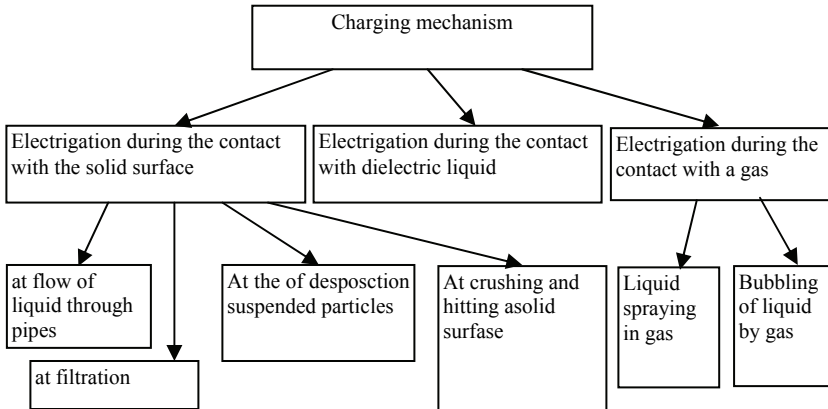 Charging mechanism
Electrigation during the contact
with the solid surface
Electrigation during the contact
with dielectric liquid
Electrigation during the
contact with a gas
at flow of
liquid through
pipes
At the of desposction
suspended particles
At crushing and
hitting asolid
surfase
Liquid
spraying
in gas
Bubbling
of liquid
by gas
at filtration